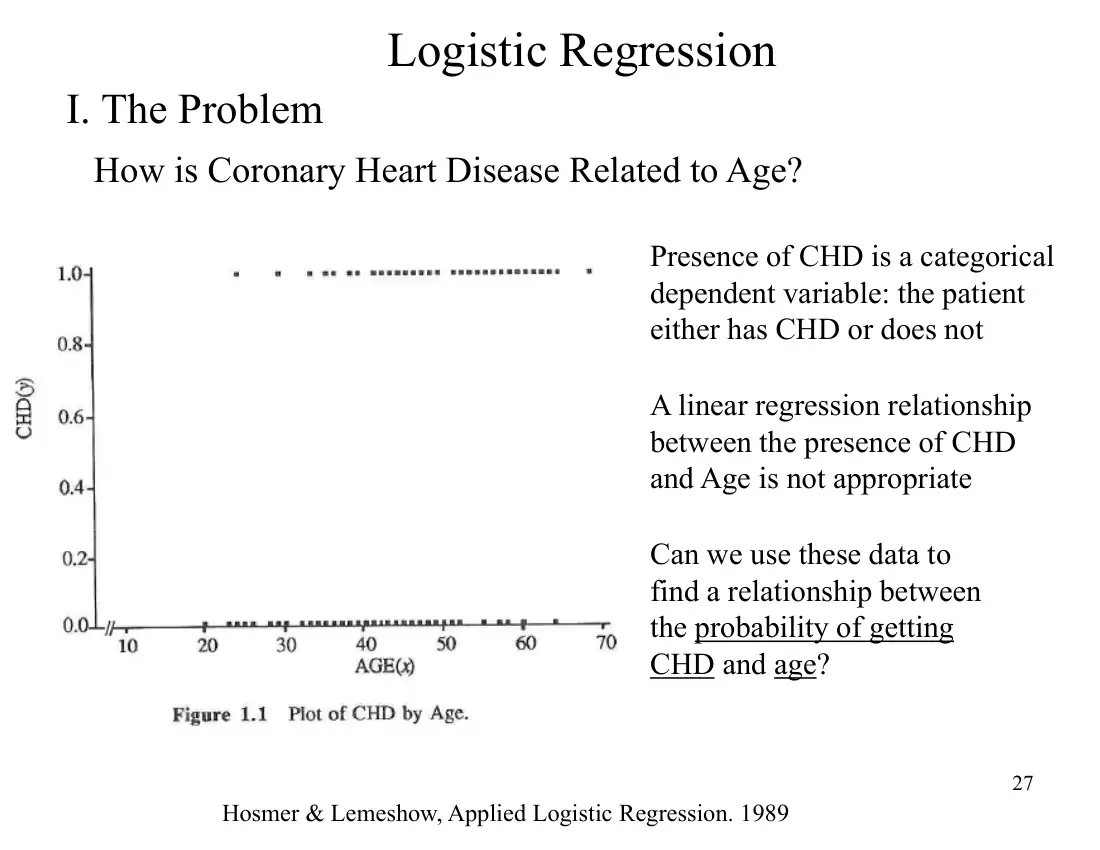 Logistic Regression
I. The Problem
How is Coronary Heart Disease Related to Age?
1.0
0.8
0.6
0.4
0.2
0.0
CHD(y)
10 20 30 40 50 60 70
AGE(x)
Figure 1.1 Plot of CHD by Age.
Presence of CHD is a categorical
dependent variable: the patient
either has CHD or does not
A linear regression relationship
between the presence of CHD
and Age is not appropriate
Can we use these data to
find a relationship between
the probability of getting
CHD and age?
27
Hosmer & Lemeshow, Applied Logistic Regression. 1989